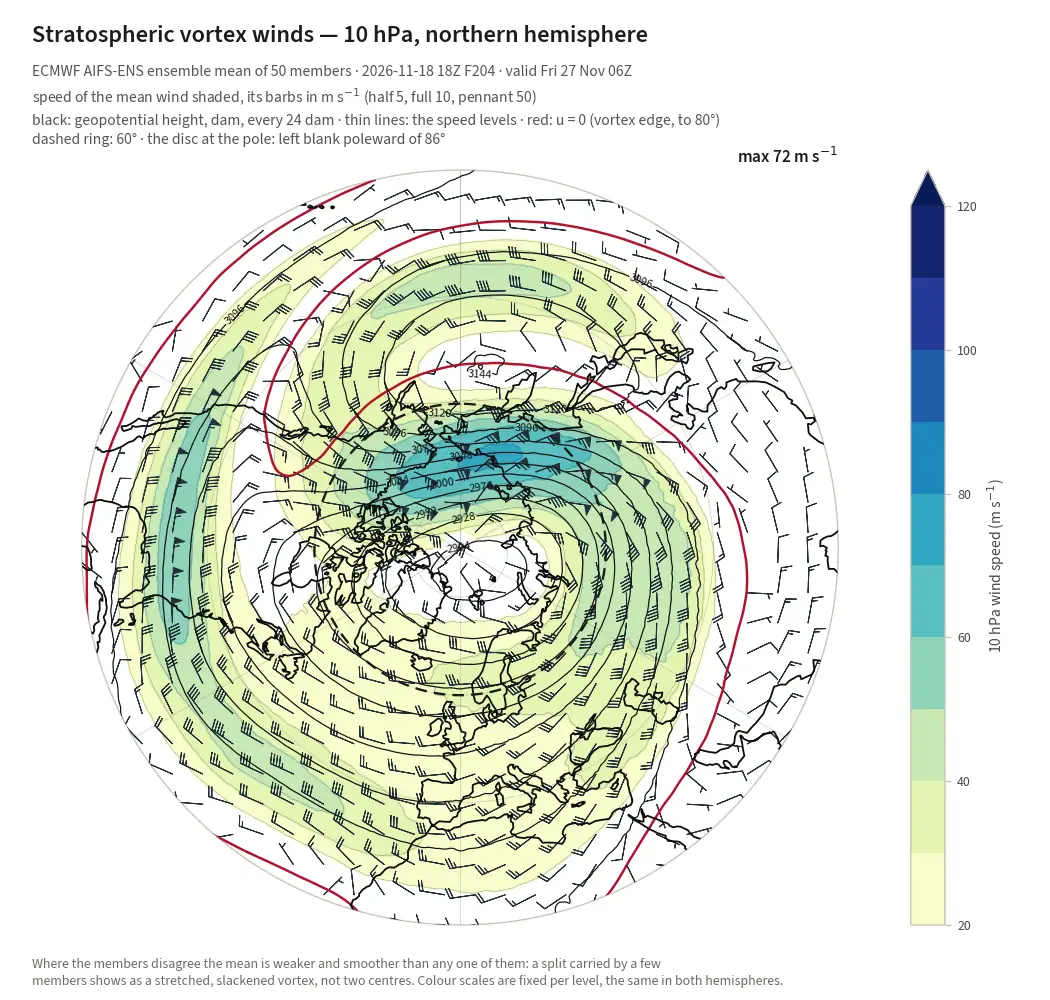 Stratospheric vortex winds — 10 hPa, northern hemisphere
ECMWF AIFS-ENS ensemble mean of 50 members · 2026-11-18 18Z F204 · valid Fri 27 Nov 06Z
speed of the mean wind shaded, its barbs in m s⁻¹ (half 5, full 10, pennant 50)
black: geopotential height, dam, every 24 dam · thin lines: the speed levels · red: u = 0 (vortex edge, to 80°)
dashed ring: 60° · the disc at the pole: left blank poleward of 86°
max 72 m s⁻¹
120
100
80
60
40
20
10 hPa wind speed (m s⁻¹)
3096
3096
3144
3120
3096
3000
2928
Where the members disagree the mean is weaker and smoother than any one of them: a split carried by a few
members shows as a stretched, slackened vortex, not two centres. Colour scales are fixed per level, the same in both hemispheres.